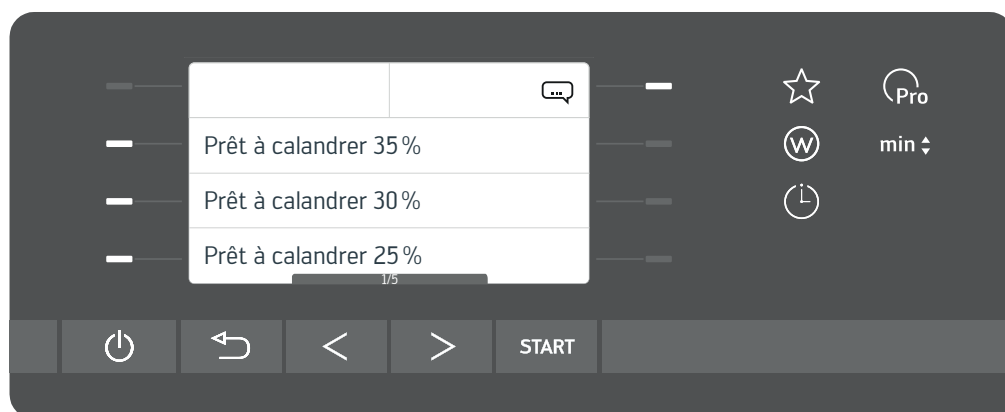 Pro
Prêt à calandrer 35 %
min
W
Prêt à calandrer 30 %
Prêt à calandrer 25 %
1/5
START